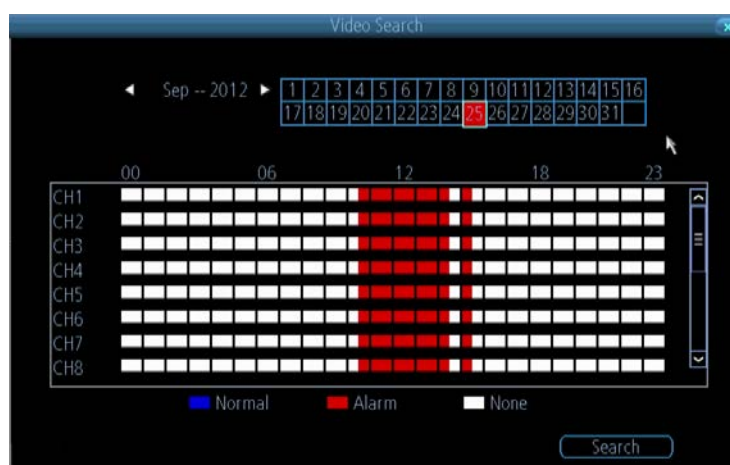 Video Search
Sep -- 2012 1 2 3 4 5 6 7 8 9 10 11 12 13 14 15 16
17 18 19 20 21 22 23 24 25 26 27 28 29 30 31
00 06 12 18 23
CH1
CH2
CH3
CH4
CH5
CH6
CH7
CH8
Normal Alarm None
Search